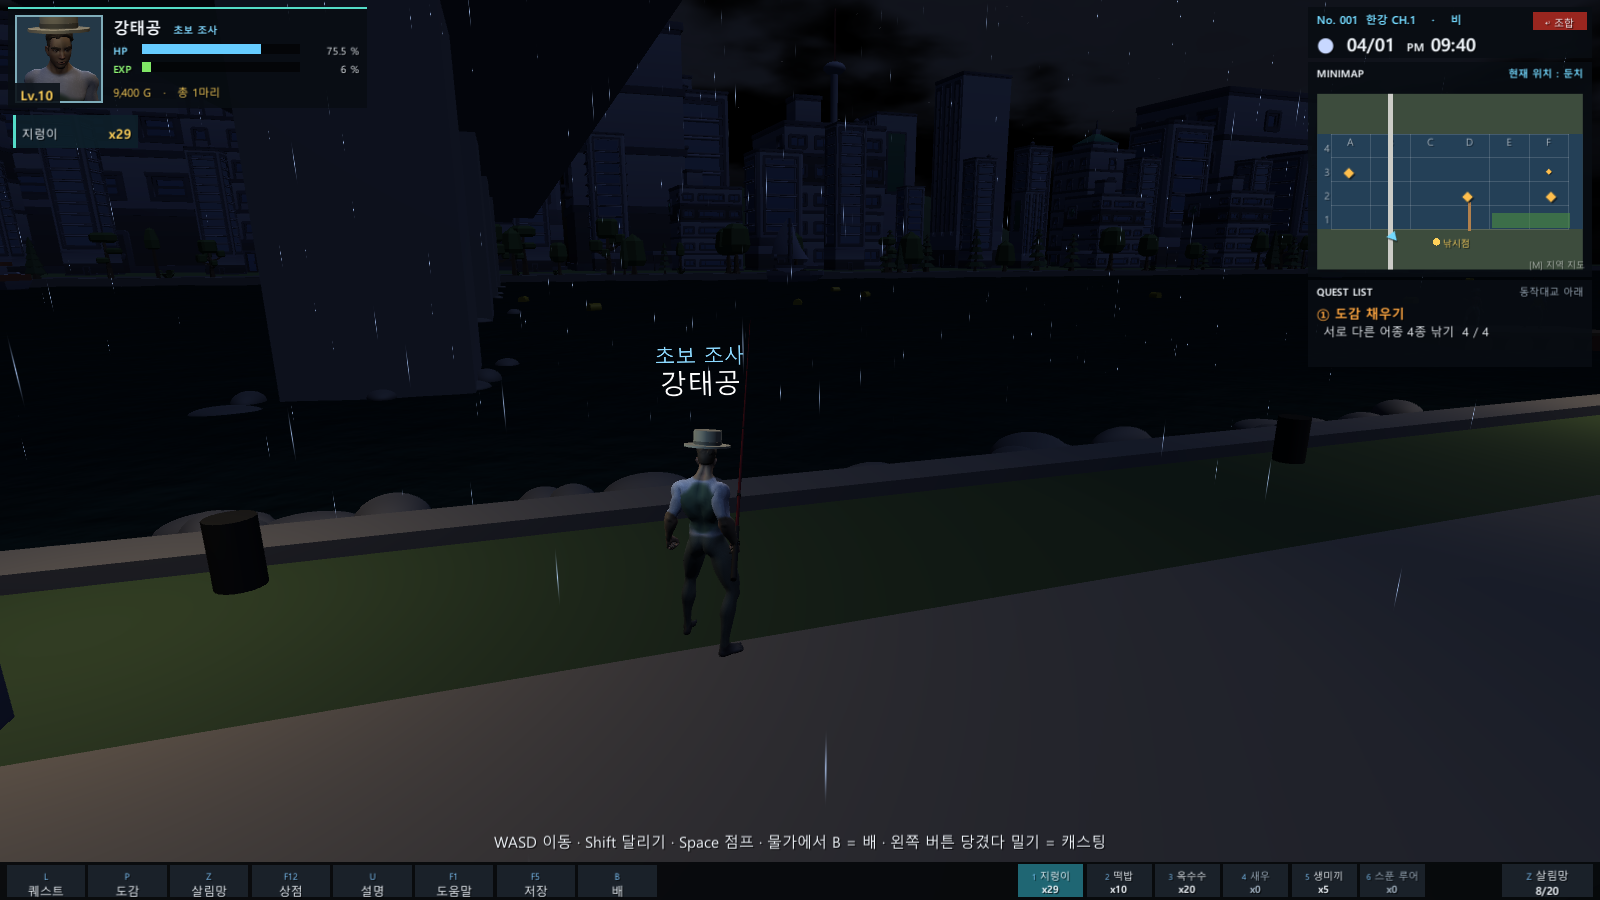 강태공 초보 조사
HP 75.5 %
EXP 6 %
Lv.10 9,400 G · 총 1마리
지렁이 x29
No. 001 한강 CH.1 · 비
조합
04/01 PM 09:40
MINIMAP 현재 위치 : 둔치
A C D E F
4
3
2
1
낚시점
[M] 지역 지도
QUEST LIST 동작대교 아래
① 도감 채우기
서로 다른 어종 4종 낚기 4 / 4
초보 조사
강태공
WASD 이동 · Shift 달리기 · Space 점프 · 물가에서 B = 배 · 왼쪽 버튼 당겼다 밀기 = 캐스팅
L 퀘스트
P 도감
Z 살림망
F12 상점
U 설명
F1 도움말
F5 저장
B 배
1 지렁이 x29
2 떡밥 x10
3 옥수수 x20
4 새우 x0
5 생미끼 x5
6 스푼 루어 x0
Z 살림망 8/20